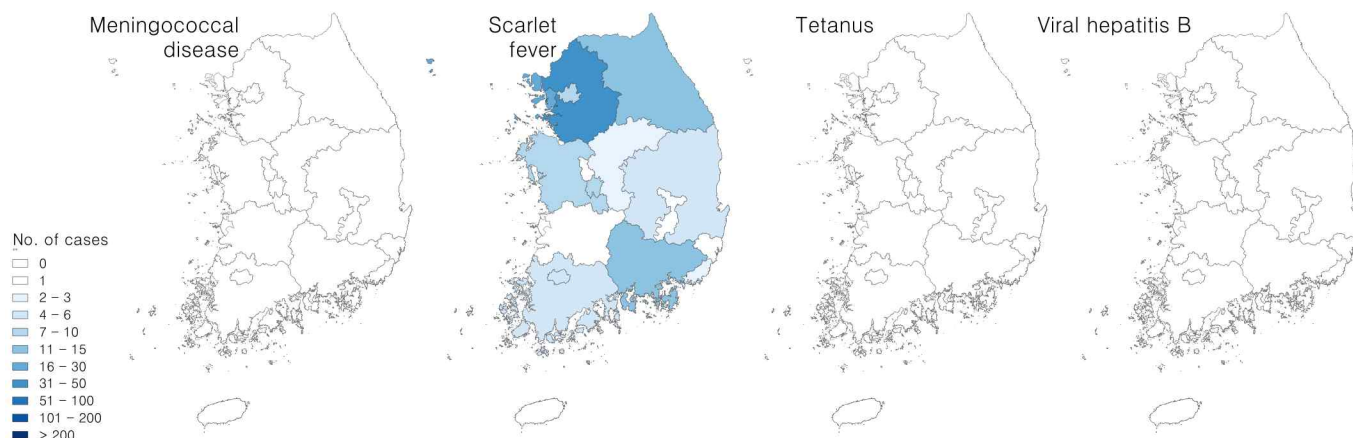 Meningococcal
disease
Scarlet
fever
Tetanus
Viral hepatitis B
No. of cases
0
1
2 – 3
4 – 6
7 – 10
11 – 15
16 – 30
31 – 50
51 – 100
101 – 200
> 200